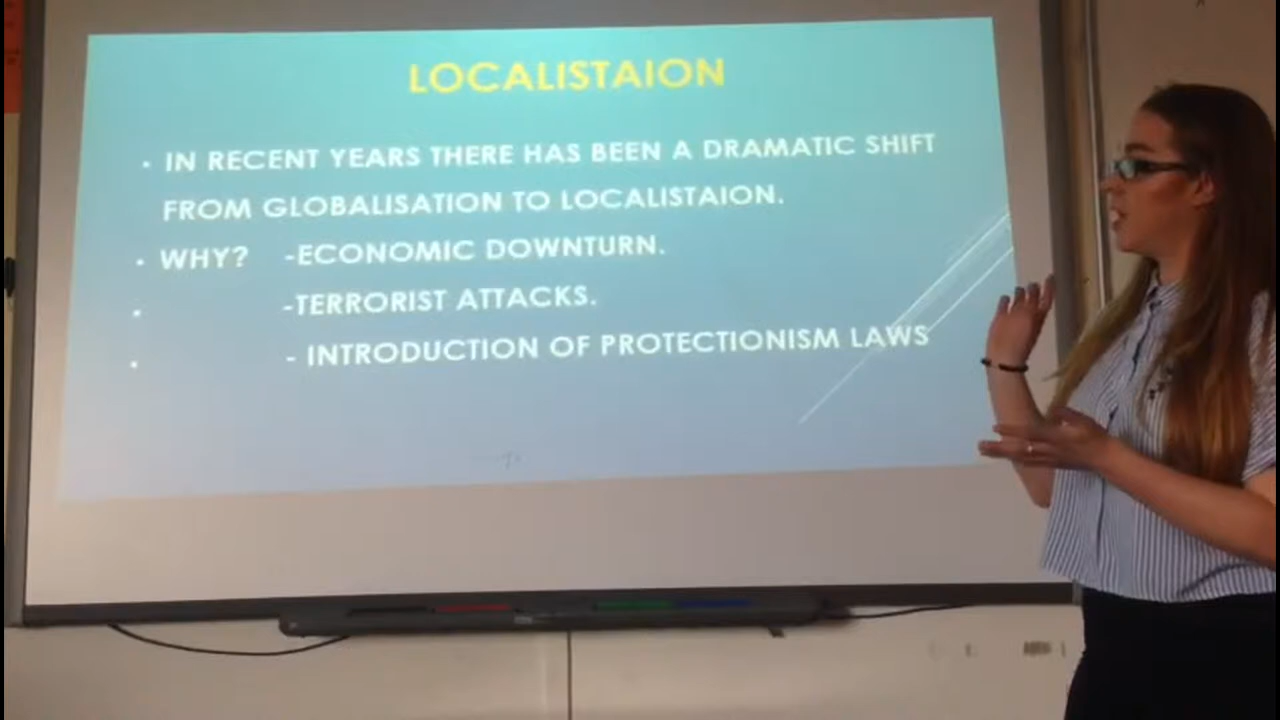 LOCALISTAION
• IN RECENT YEARS THERE HAS BEEN A DRAMATIC SHIFT
FROM GLOBALISATION TO LOCALISTAION.
• WHY? -ECONOMIC DOWNTURN.
• -TERRORIST ATTACKS.
• - INTRODUCTION OF PROTECTIONISM LAWS